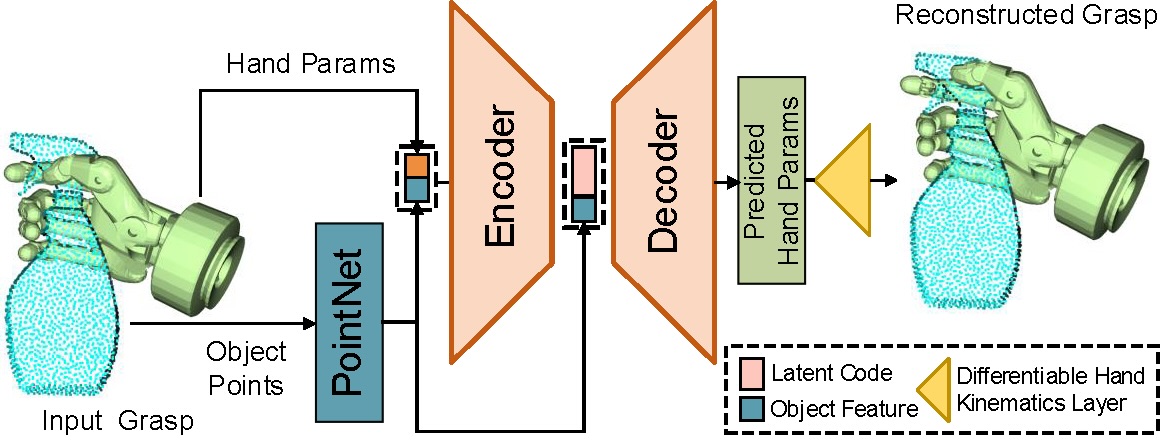 Reconstructed Grasp
Hand Params
Encoder
Decoder
Predicted
Hand Params
PointNet
Object
Points
Input Grasp
Latent Code
Object Feature
Differentiable Hand
Kinematics Layer